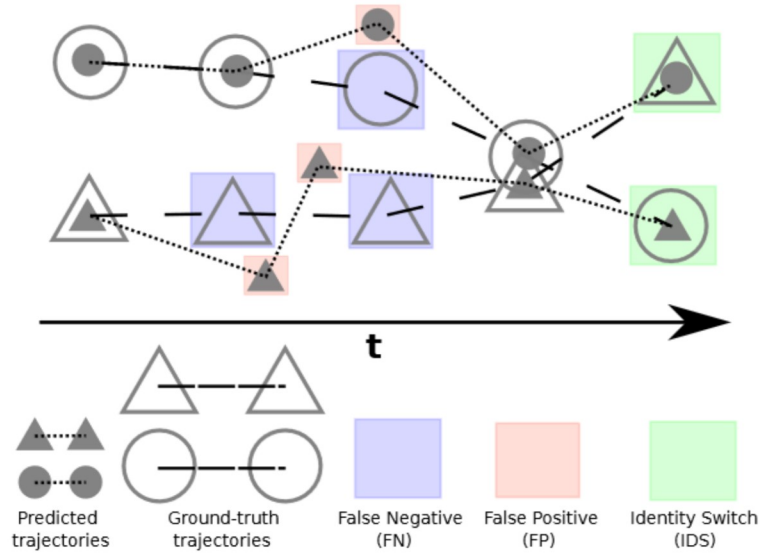 t
Predicted
trajectories
Ground-truth
trajectories
False Negative
(FN)
False Positive
(FP)
Identity Switch
(IDS)